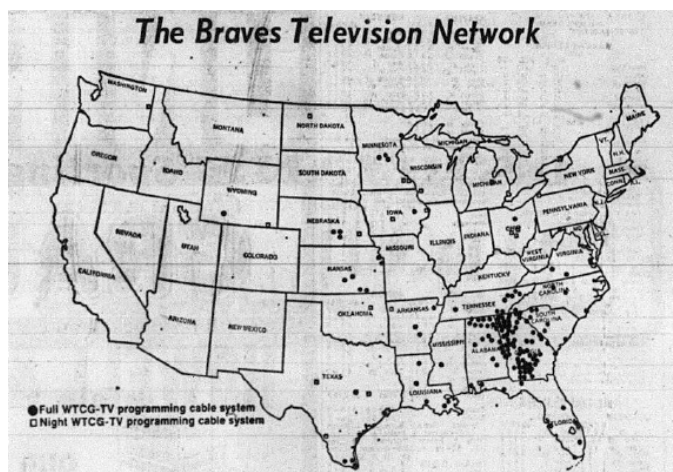 The Braves Television Network
WASHINGTON
MONTANA
NORTH DAKOTA
MINNESOTA
MICHIGAN
MAINE
VT.
N.H.
OREGON
IDAHO
SOUTH DAKOTA
WISCONSIN
MICHIGAN
NEW YORK
MASS.
CONN.
R.I.
WYOMING
NEBRASKA
IOWA
PENNSYLVANIA
NEVADA
UTAH
COLORADO
ILLINOIS
INDIANA
WEST
VIRGINIA
VIRGINIA
CALIFORNIA
KANSAS
MISSOURI
KENTUCKY
ARIZONA
NEW MEXICO
OKLAHOMA
ARKANSAS
TENNESSEE
NORTH
CAROLINA
SOUTH
CAROLINA
MISSISSIPPI
ALABAMA
TEXAS
LOUISIANA
FLORIDA
Full WTCG-TV programming cable system
Night WTCG-TV programming cable system